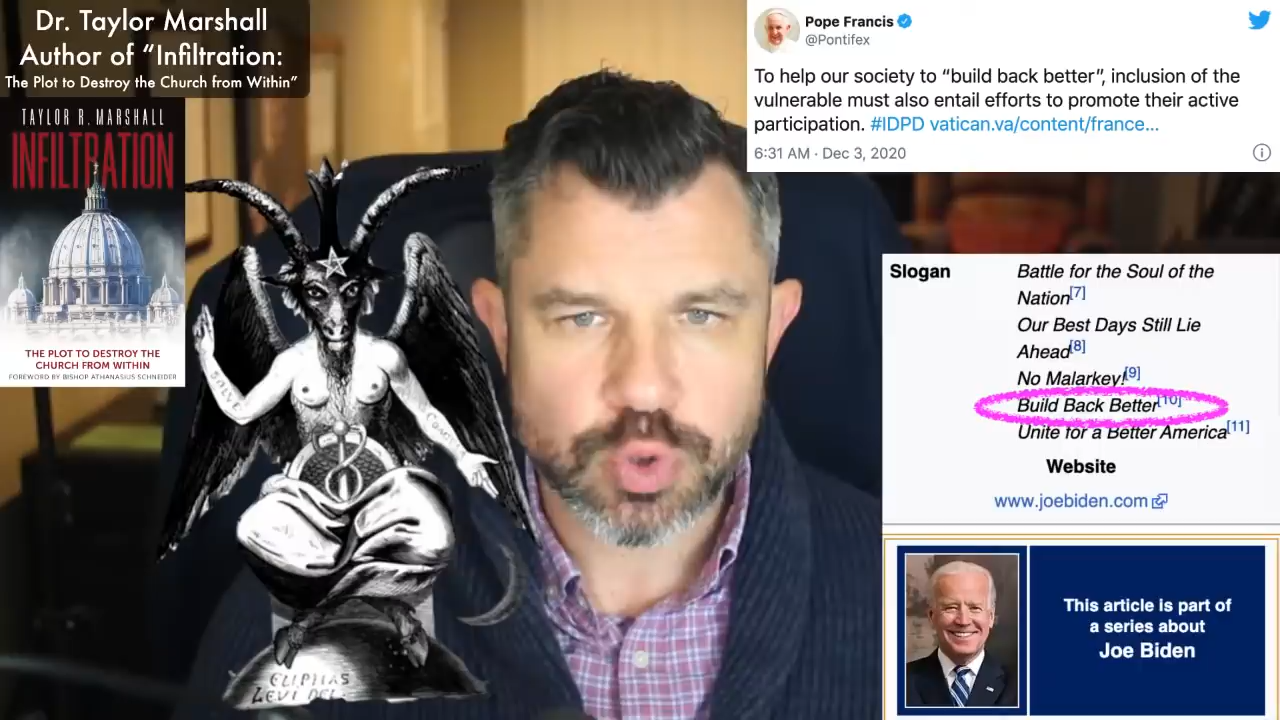 Dr. Taylor Marshall
Author of “Infiltration:
The Plot to Destroy the Church from Within”
TAYLOR R. MARSHALL
INFILTRATION
THE PLOT TO DESTROY THE
CHURCH FROM WITHIN
FOREWORD BY BISHOP ATHANASIUS SCHNEIDER
SOLVE
ELIPHAS
LEVI DEL.
Pope Francis
@Pontifex
To help our society to “build back better”, inclusion of the
vulnerable must also entail efforts to promote their active
participation. #IDPD vatican.va/content/france...
6:31 AM · Dec 3, 2020
Slogan
Battle for the Soul of the
Nation[7]
Our Best Days Still Lie
Ahead[8]
No Malarkey![9]
Build Back Better[10]
Unite for a Better America[11]
Website
www.joebiden.com
This article is part of
a series about
Joe Biden